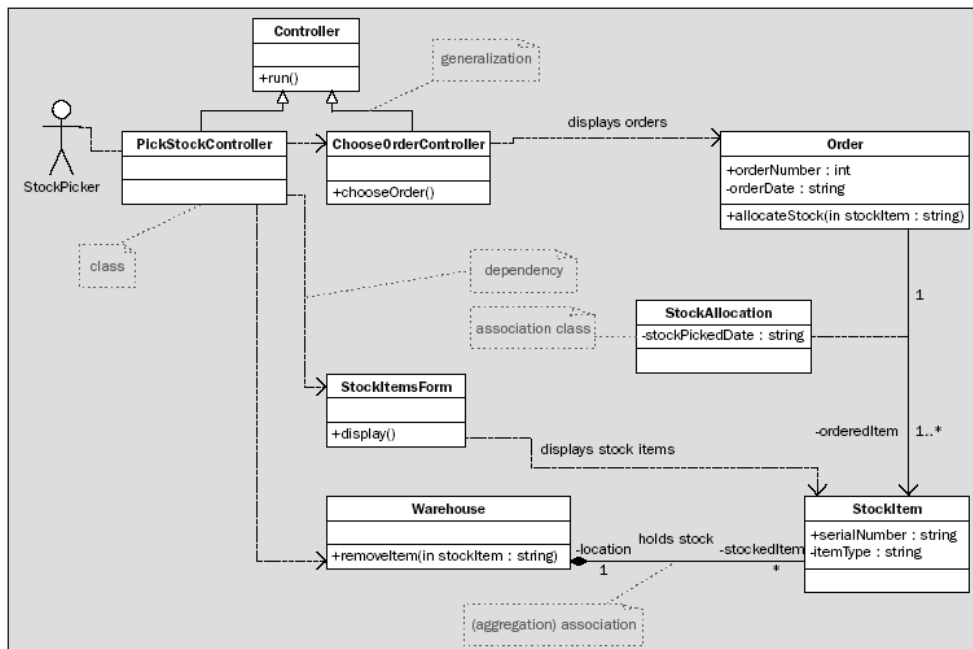 Controller
+run()
generalization
StockPicker
PickStockController
class
ChooseOrderController
+chooseOrder()
displays orders
Order
+orderNumber : int
-orderDate : string
+allocateStock(in stockItem : string)
dependency
1
association class
StockAllocation
-stockPickedDate : string
StockItemsForm
+display()
displays stock items
-orderedItem
1..*
Warehouse
+removeItem(in stockItem : string)
-location
1
holds stock
-stockedItem
*
StockItem
+serialNumber : string
-itemType : string
(aggregation) association